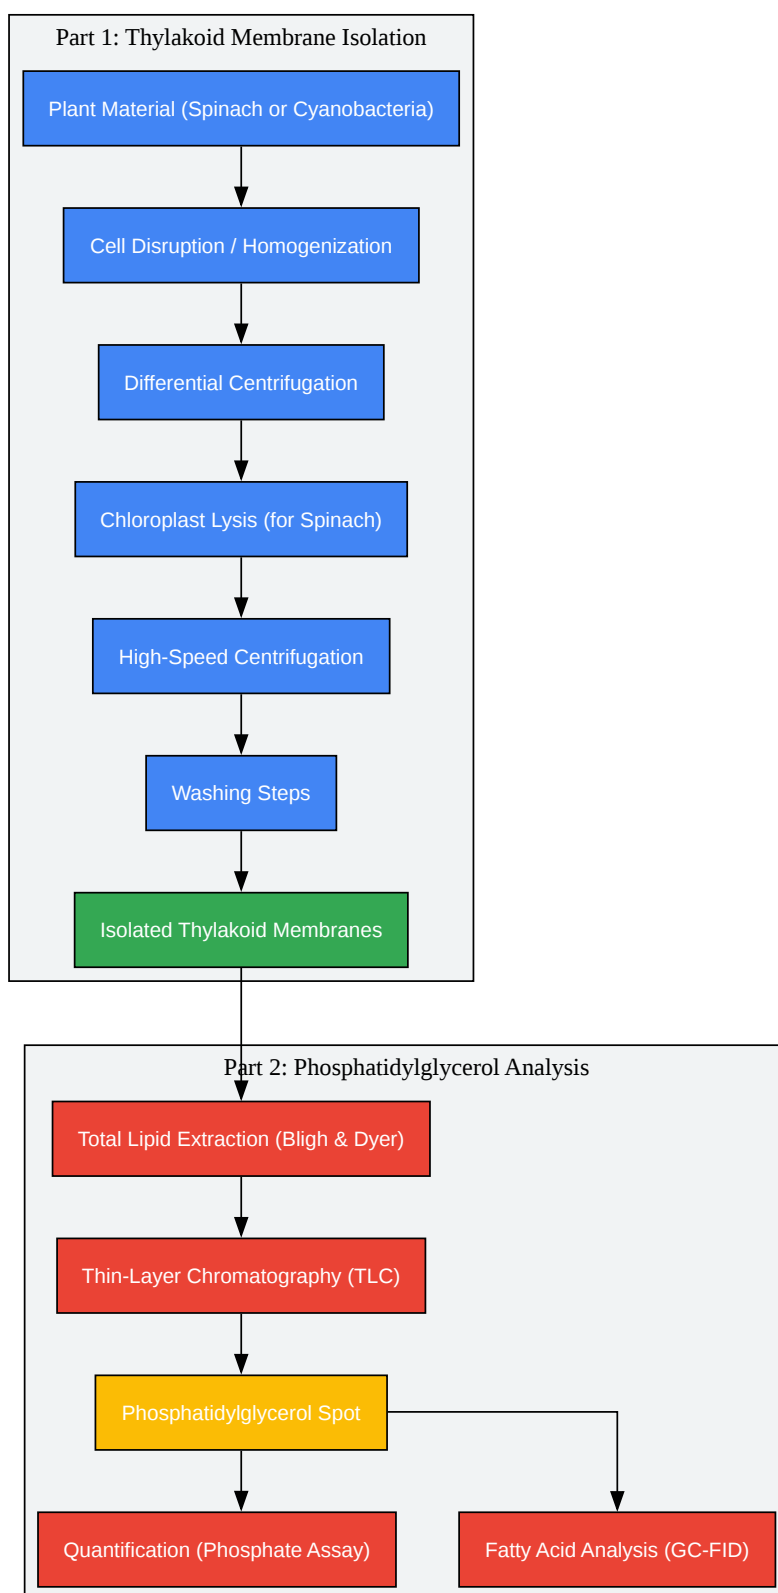 Part 1: Thylakoid Membrane Isolation
Plant Material (Spinach or Cyanobacteria)
Cell Disruption / Homogenization
Differential Centrifugation
Chloroplast Lysis (for Spinach)
High-Speed Centrifugation
Washing Steps
Isolated Thylakoid Membranes
Part 2: Phosphatidylglycerol Analysis
Total Lipid Extraction (Bligh & Dyer)
Thin-Layer Chromatography (TLC)
Phosphatidylglycerol Spot
Quantification (Phosphate Assay)
Fatty Acid Analysis (GC-FID)